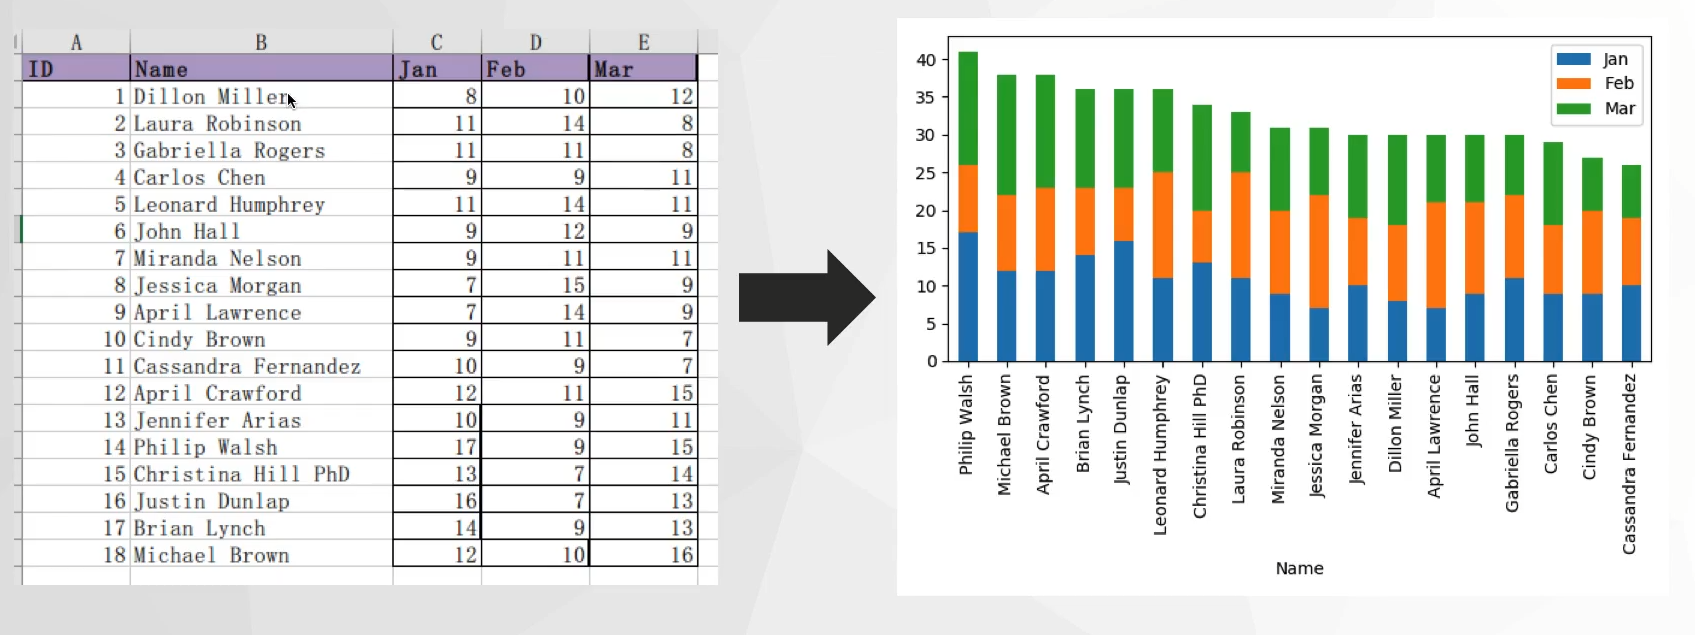 A B C D E
ID Name Jan Feb Mar
1 Dillon Miller 8 10 12
2 Laura Robinson 11 14 8
3 Gabriella Rogers 11 11 8
4 Carlos Chen 9 9 11
5 Leonard Humphrey 11 14 11
6 John Hall 9 12 9
7 Miranda Nelson 9 11 11
8 Jessica Morgan 7 15 9
9 April Lawrence 7 14 9
10 Cindy Brown 9 11 7
11 Cassandra Fernandez 10 9 7
12 April Crawford 12 11 15
13 Jennifer Arias 10 9 11
14 Philip Walsh 17 9 15
15 Christina Hill PhD 13 7 14
16 Justin Dunlap 16 7 13
17 Brian Lynch 14 9 13
18 Michael Brown 12 10 16
40
35
30
25
20
15
10
5
0
Jan
Feb
Mar
Philip Walsh
Michael Brown
April Crawford
Brian Lynch
Justin Dunlap
Leonard Humphrey
Christina Hill PhD
Laura Robinson
Miranda Nelson
Jessica Morgan
Jennifer Arias
Dillon Miller
April Lawrence
John Hall
Gabriella Rogers
Carlos Chen
Cindy Brown
Cassandra Fernandez
Name